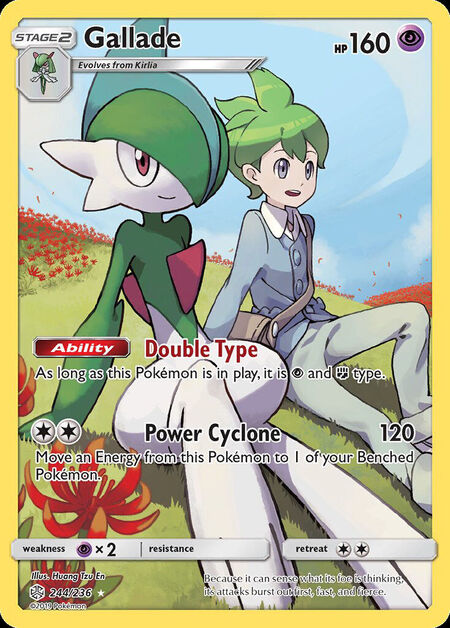 STAGE2
Gallade
HP160
Evolves from Kirlia
Ability Double Type
As long as this Pokémon is in play, it is and type.
Power Cyclone 120
Move an Energy from this Pokémon to 1 of your Benched
Pokémon.
weakness ×2 resistance retreat
Illus. Huang Tzu En
244/236
©2019 Pokémon
Because it can sense what its foe is thinking,
its attacks burst out first, fast, and fierce.